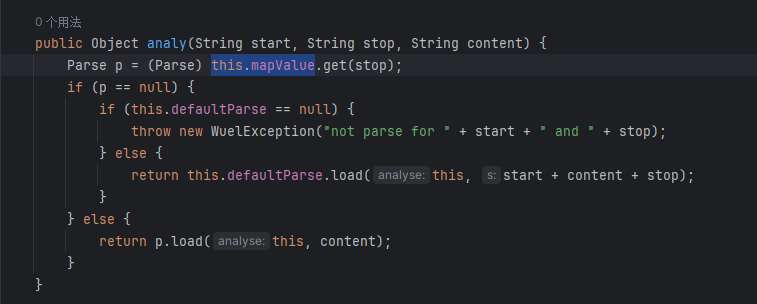 0 个用法
public Object analy(String start, String stop, String content) {
Parse p = (Parse) this.mapValue.get(stop);
if (p == null) {
if (this.defaultParse == null) {
throw new WuelException("not parse for " + start + " and " + stop);
} else {
return this.defaultParse.load( analyse: this, s: start + content + stop);
}
} else {
return p.load( analyse: this, content);
}
}